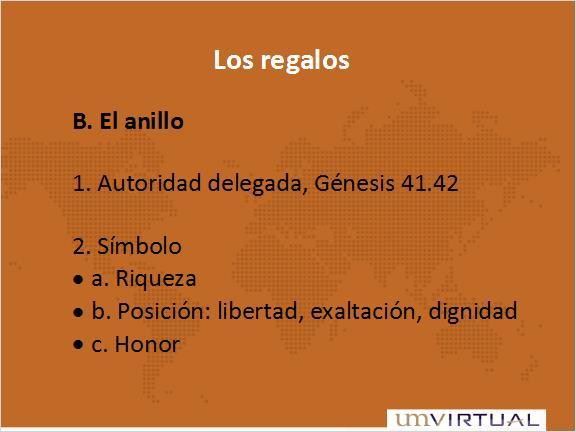 Los regalos
B. El anillo
1. Autoridad delegada, Génesis 41.42
2. Símbolo
• a. Riqueza
• b. Posición: libertad, exaltación, dignidad
• c. Honor
UMVIRTUAL